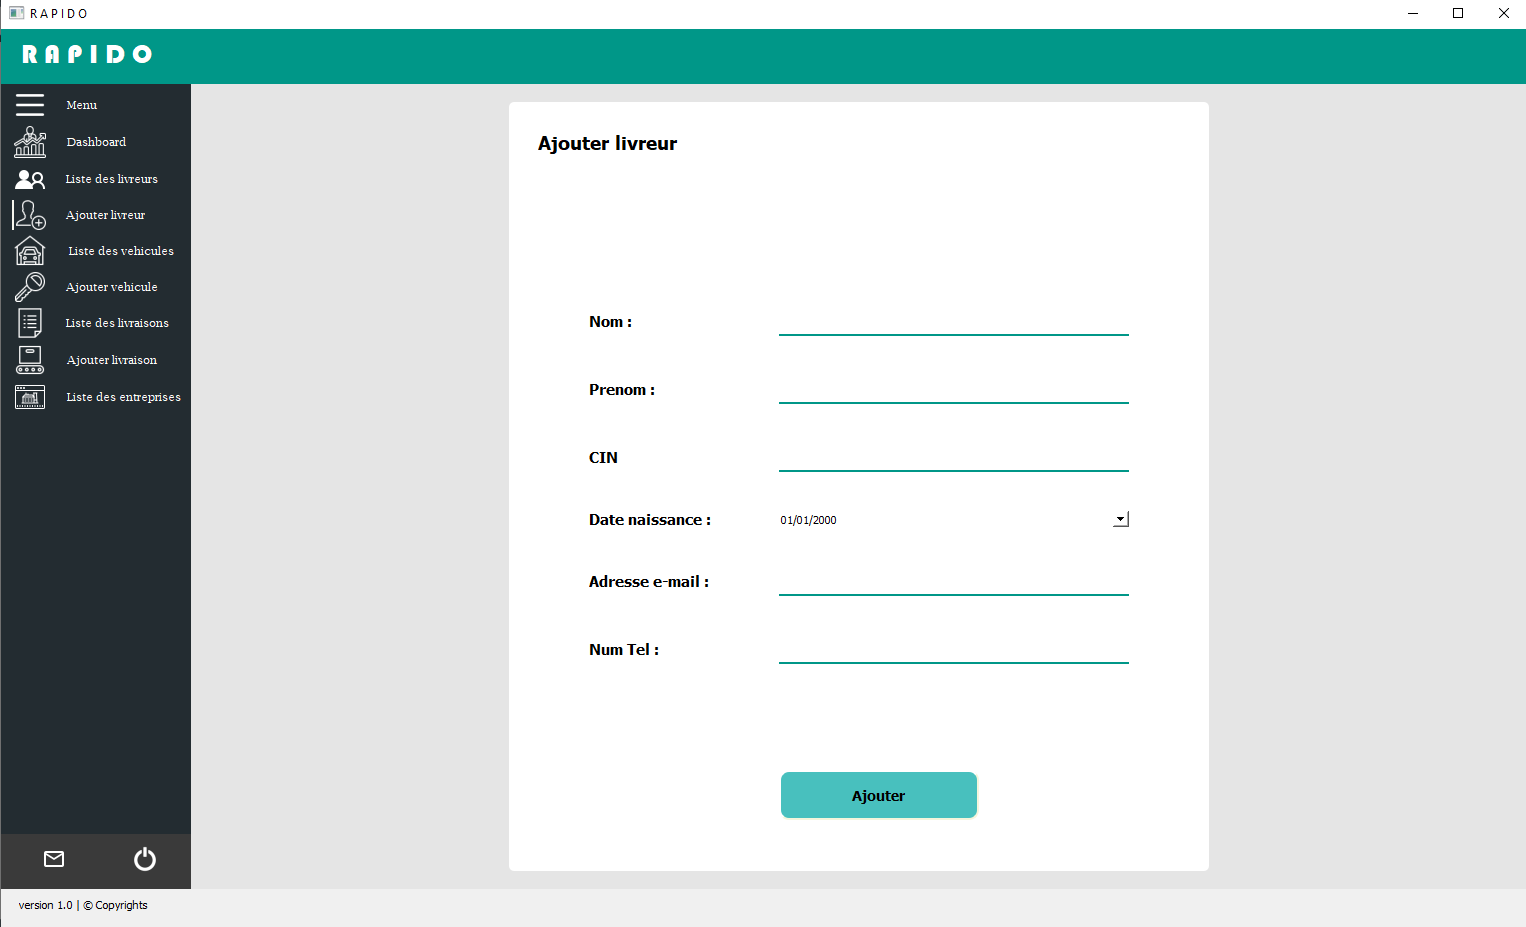 R A P I D O
RAPIDO
Menu
Dashboard
Liste des livreurs
Ajouter livreur
Liste des vehicules
Ajouter vehicule
Liste des livraisons
Ajouter livraison
Liste des entreprises
Ajouter livreur
Nom :
Prenom :
CIN
Date naissance : 01/01/2000
Adresse e-mail :
Num Tel :
Ajouter
version 1.0 | © Copyrights